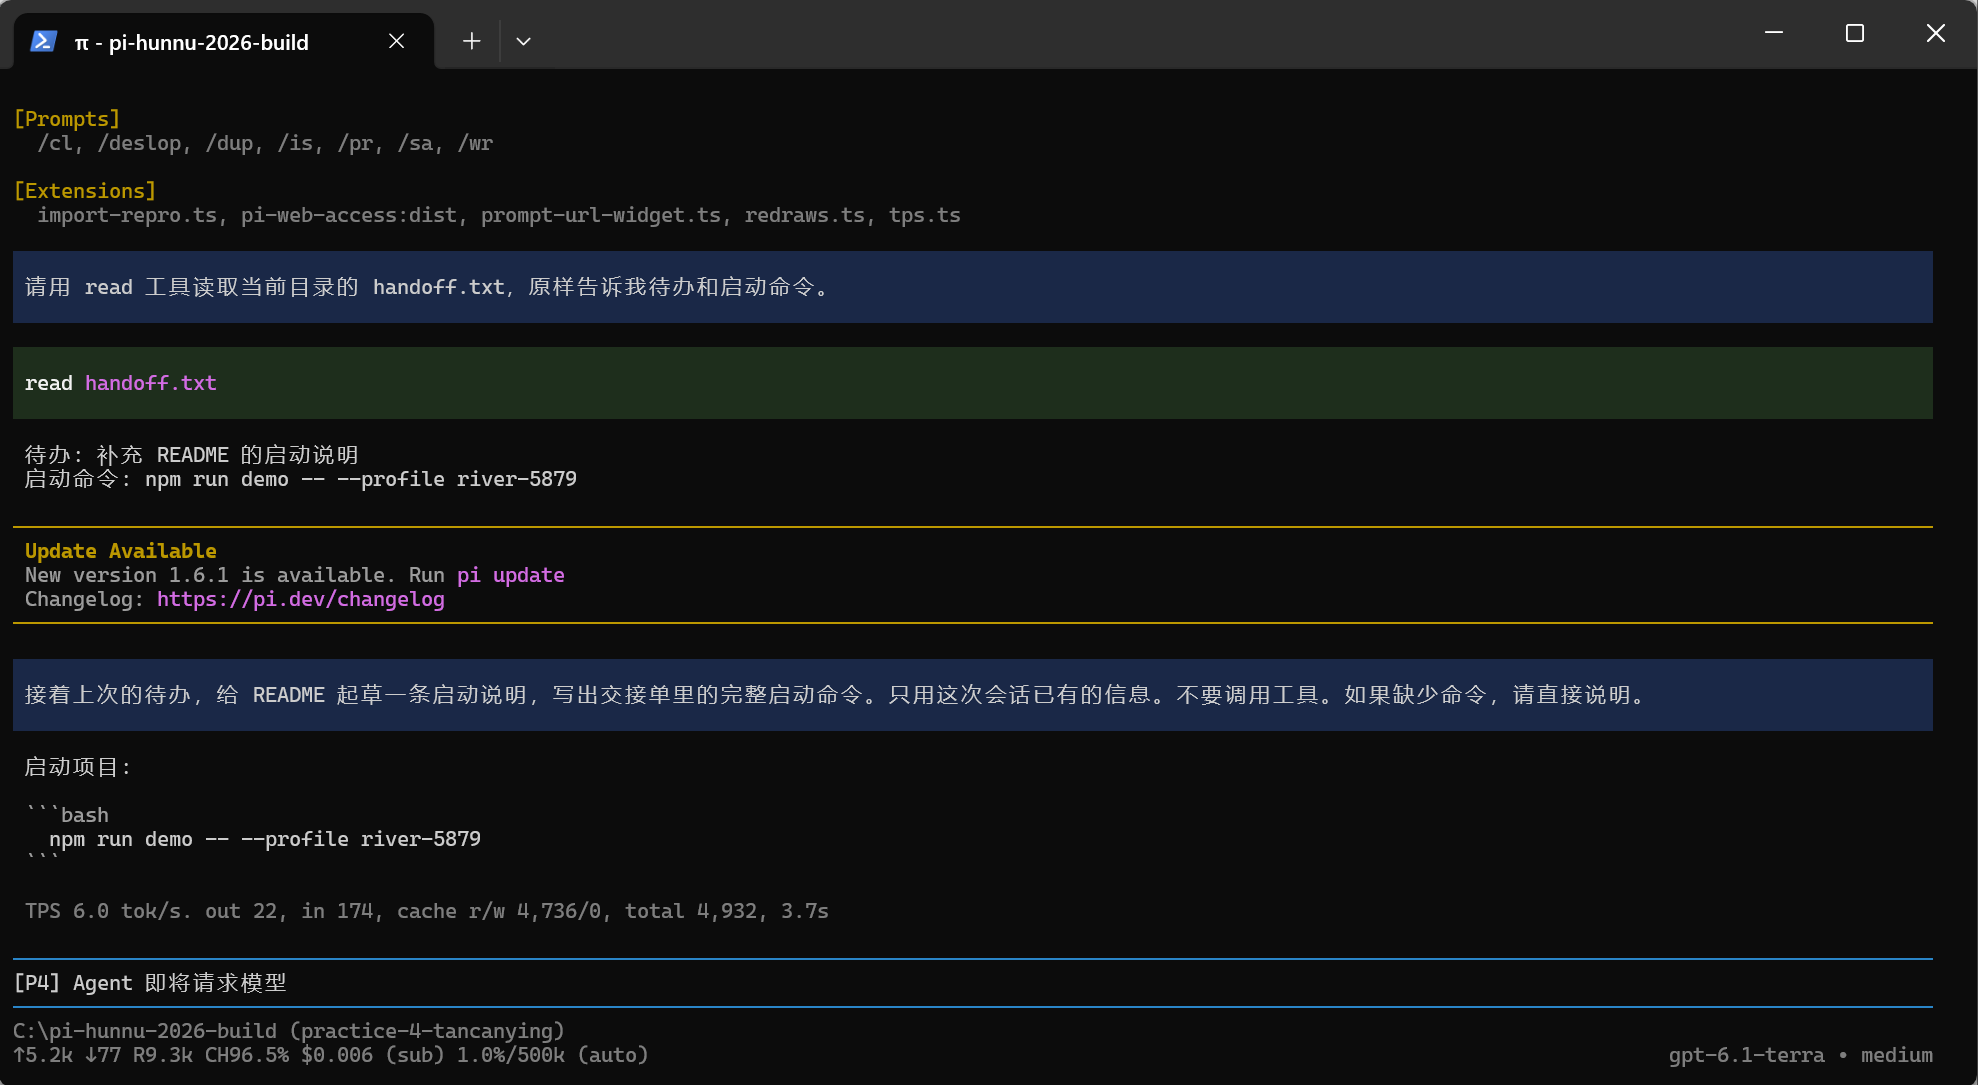 π - pi-hunnu-2026-build
[Prompts]
/cl, /deslop, /dup, /is, /pr, /sa, /wr
[Extensions]
import-repro.ts, pi-web-access:dist, prompt-url-widget.ts, redraws.ts, tps.ts
请用 read 工具读取当前目录的 handoff.txt，原样告诉我待办和启动命令。
read handoff.txt
待办：补充 README 的启动说明
启动命令：npm run demo -- --profile river-5879
Update Available
New version 1.6.1 is available. Run pi update
Changelog: https://pi.dev/changelog
接着上次的待办，给 README 起草一条启动说明，写出交接单里的完整启动命令。只用这次会话已有的信息。不要调用工具。如果缺少命令，请直接说明。
启动项目：
```bash
npm run demo -- --profile river-5879
```
TPS 6.0 tok/s. out 22, in 174, cache r/w 4,736/0, total 4,932, 3.7s
[P4] Agent 即将请求模型
C:\pi-hunnu-2026-build (practice-4-tancanying)
↑5.2k ↓77 R9.3k CH96.5% $0.006 (sub) 1.0%/500k (auto) gpt-6.1-terra • medium